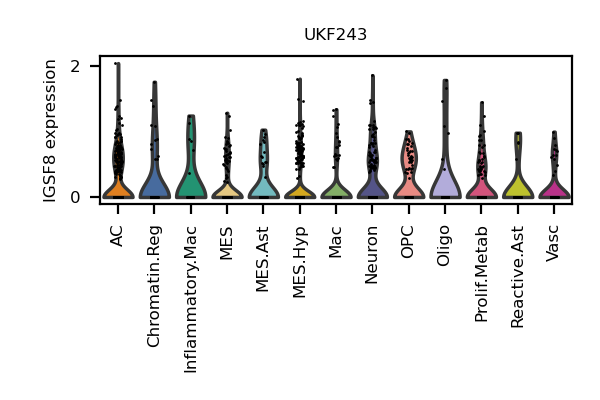 UKF243
IGSF8 expression
2
0
AC
Chromatin.Reg
Inflammatory.Mac
MES
MES.Ast
MES.Hyp
Mac
Neuron
OPC
Oligo
Prolif.Metab
Reactive.Ast
Vasc